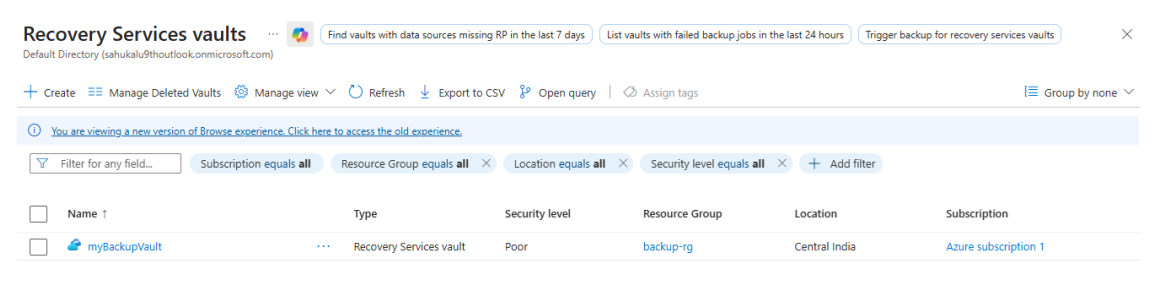 Recovery Services vaults ... Find vaults with data sources missing RP in the last 7 days List vaults with failed backup jobs in the last 24 hours Trigger backup for recovery services vaults
Default Directory (sahukalu9thoutlook.onmicrosoft.com)
Create Manage Deleted Vaults Manage view Refresh Export to CSV Open query Assign tags Group by none
You are viewing a new version of Browse experience. Click here to access the old experience.
Filter for any field... Subscription equals all Resource Group equals all Location equals all Security level equals all Add filter
Name ↑ Type Security level Resource Group Location Subscription
myBackupVault ... Recovery Services vault Poor backup-rg Central India Azure subscription 1